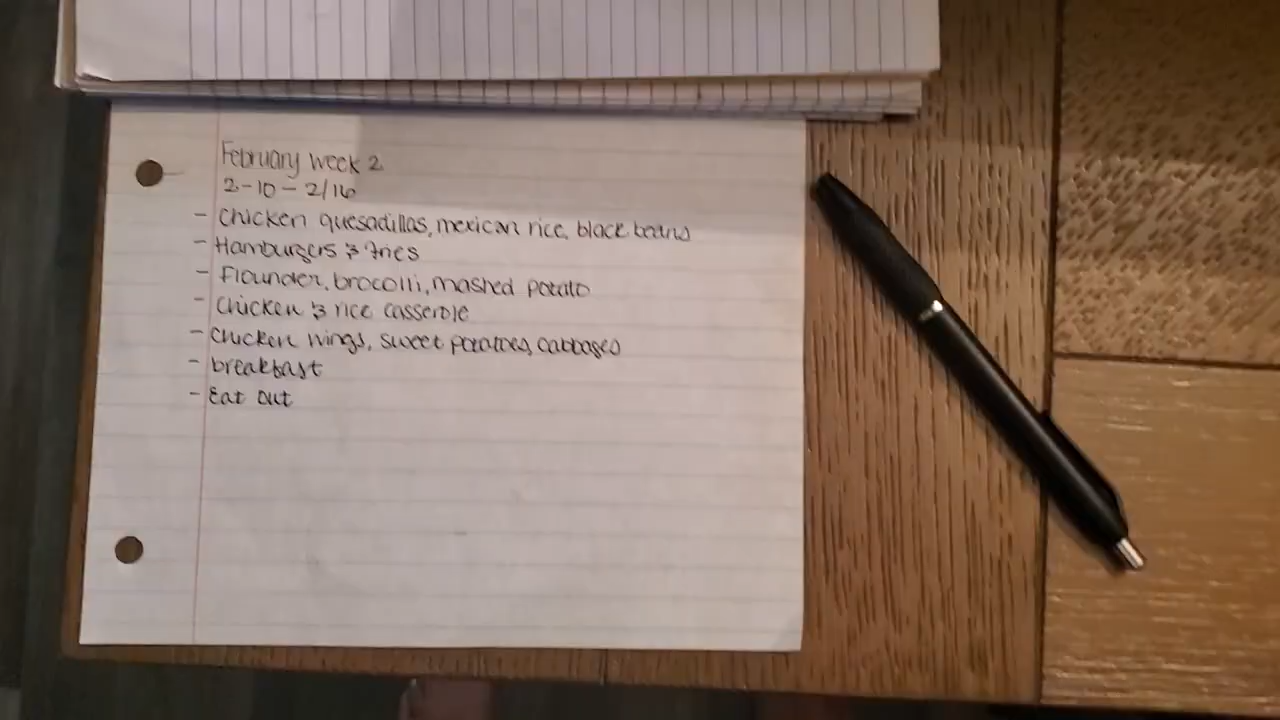 February week 2
2-10 - 2/16
- Chicken quesadillas, mexican rice, black beans
- Hamburgers & fries
- Flounder, brocolli, mashed potato
- Chicken & rice casserole
- Chicken wings, sweet potatoes, cabbages
- breakfast
- Eat out